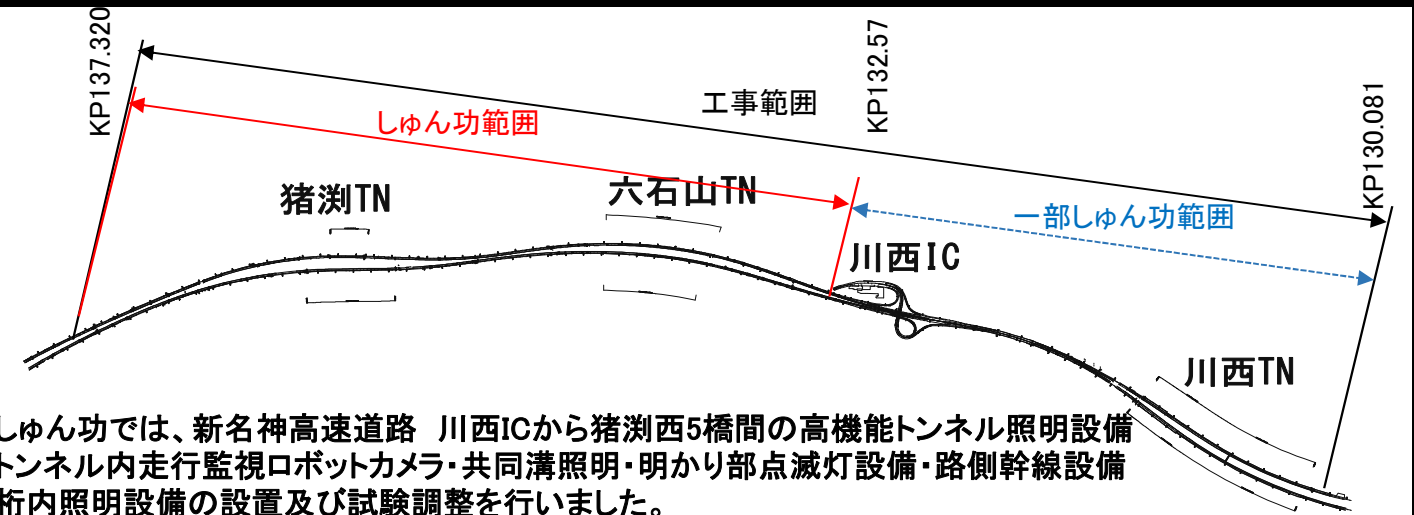 KP137.320
KP132.57
KP130.081
工事範囲
しゅん功範囲
一部しゅん功範囲
猪渕TN
六石山TN
川西IC
川西TN
しゅん功では、新名神高速道路 川西ICから猪渕西5橋間の高機能トンネル照明設備
トンネル内走行監視ロボットカメラ・共同溝照明・明かり部点滅灯設備・路側幹線設備
桁内照明設備の設置及び試験調整を行いました。